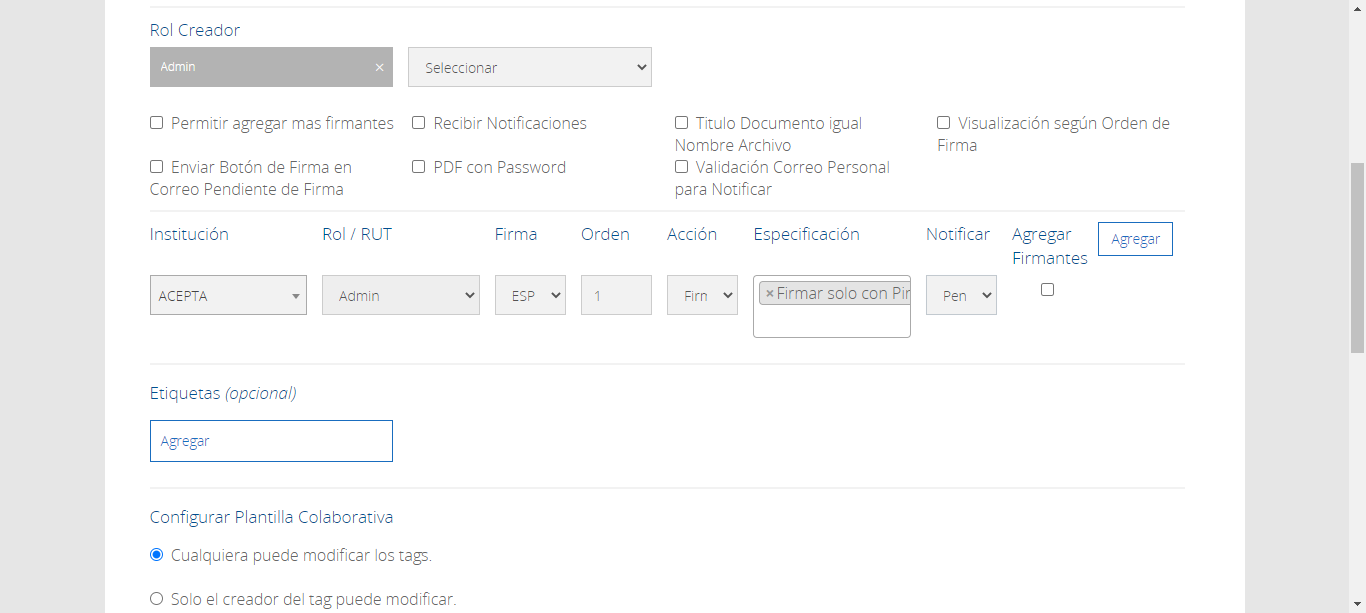 Rol Creador
Admin ×
Seleccionar
Permitir agregar mas firmantes
Recibir Notificaciones
Titulo Documento igual
Nombre Archivo
Visualización según Orden de
Firma
Enviar Botón de Firma en
Correo Pendiente de Firma
PDF con Password
Validación Correo Personal
para Notificar
Institución
Rol / RUT
Firma
Orden
Acción
Especificación
Notificar
Agregar
Firmantes
Agregar
ACEPTA
Admin
ESP
1
Firn
×Firmar solo con Pin
Pen
Etiquetas (opcional)
Agregar
Configurar Plantilla Colaborativa
Cualquiera puede modificar los tags.
Solo el creador del tag puede modificar.